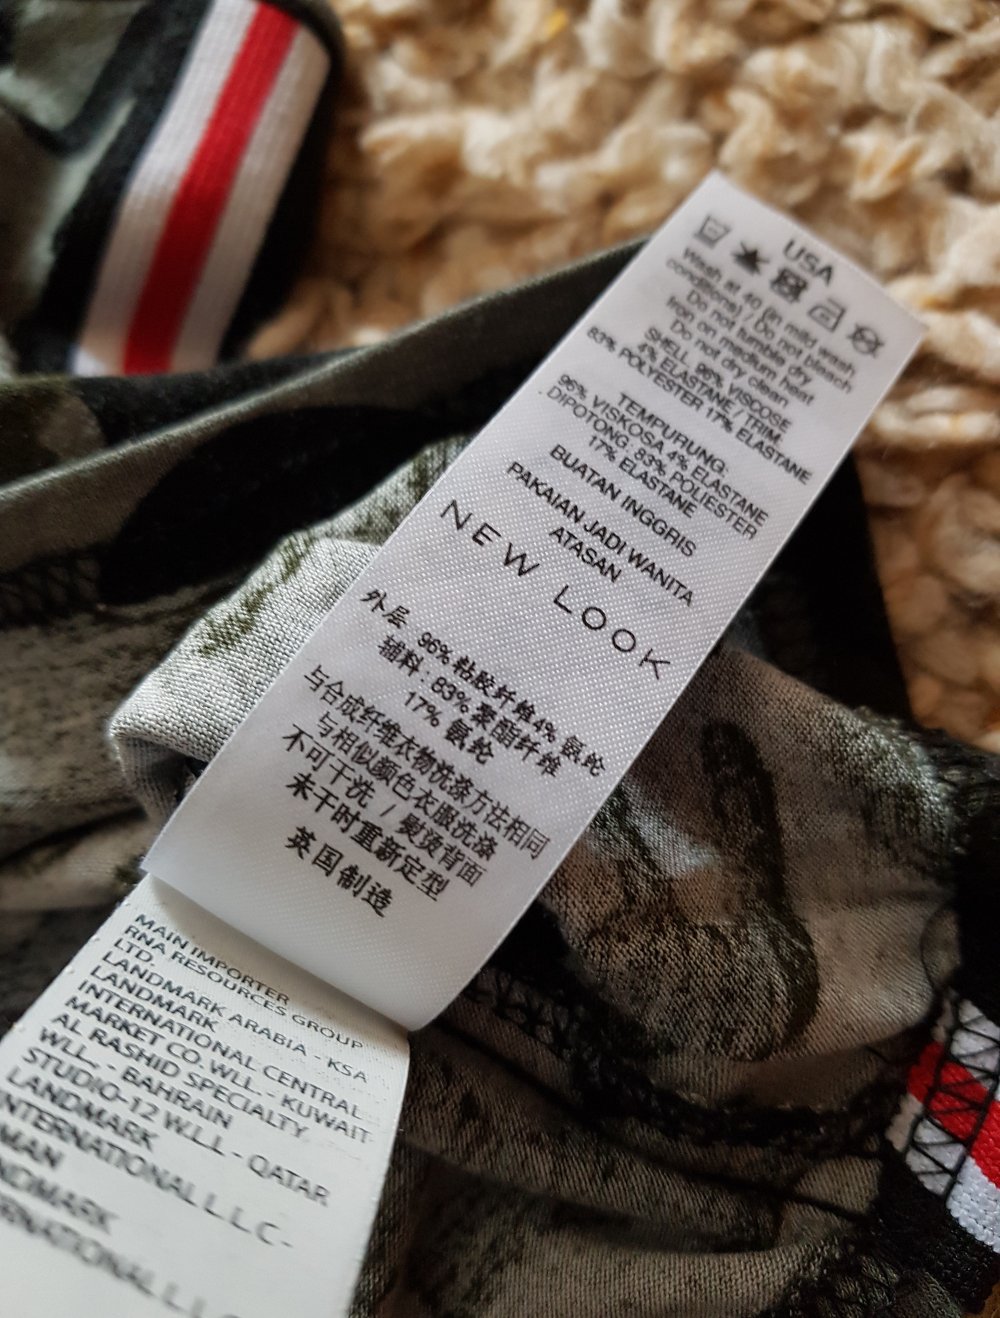 USA
Wash at 40 (in mild wash
conditions) / Do not bleach
Do not tumble dry
Iron on medium heat
Do not dry clean
SHELL: 96% VISCOSE
4% ELASTANE / TRIM:
83% POLYESTER 17% ELASTANE
TEMPURUNG:
96% VISKOSA 4% ELASTANE
DIPOTONG: 83% POLIESTER
17% ELASTANE
BUATAN INGGRIS
PAKAIAN JADI WANITA
ATASAN
NEW LOOK
外层 96% 粘胶纤维4% 氨纶
辅料:83% 聚酯纤维
17% 氨纶
与合成纤维衣物洗涤方法相同
与相似颜色衣服洗涤
不可干洗 / 熨烫背面
未干时重新定型
英国制造
MAIN IMPORTER
RNA RESOURCES GROUP
LTD.
LANDMARK ARABIA - KSA
LANDMARK
INTERNATIONAL CENTRAL
MARKET CO. WLL - KUWAIT
AL RASHID SPECIALTY
WLL - BAHRAIN
STUDIO-12 W.L.L - QATAR
LANDMARK
INTERNATIONAL L L C -